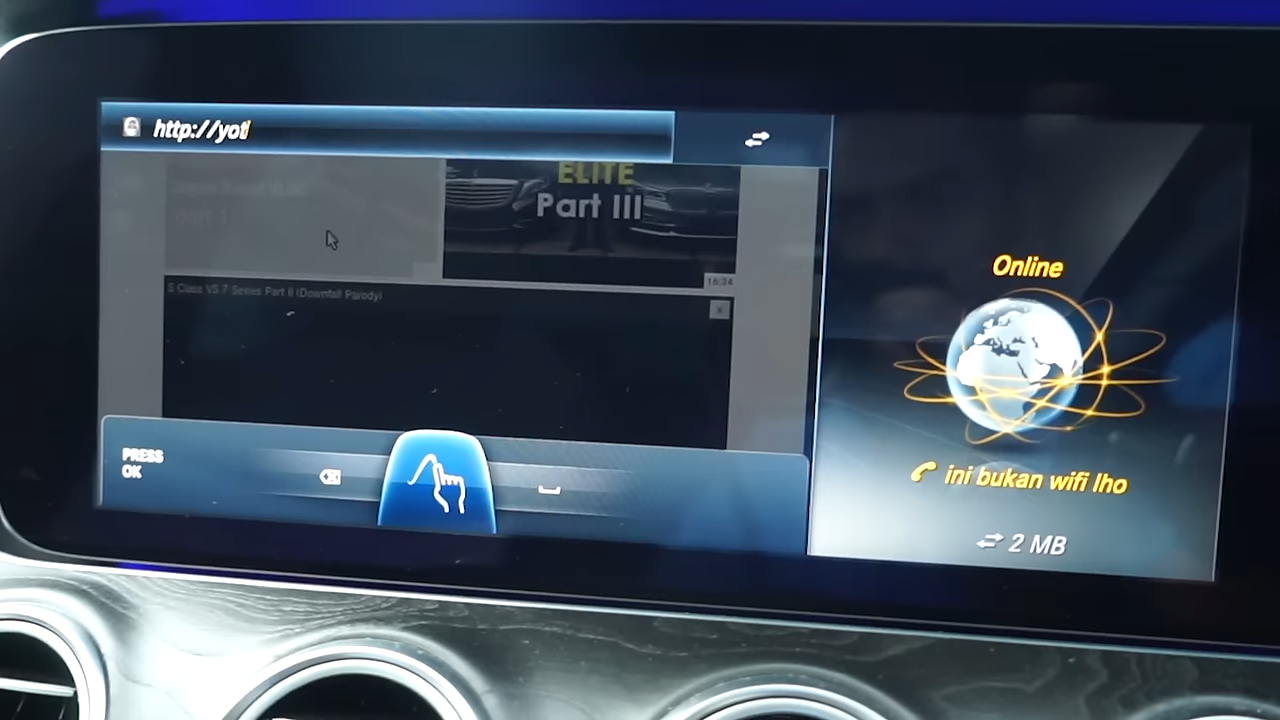 http://yot
ELITE
Part III
16:34
S Class VS 7 Series Part II (Downfall Parody)
x
PRESS
OK
Online
ini bukan wifi lho
2 MB